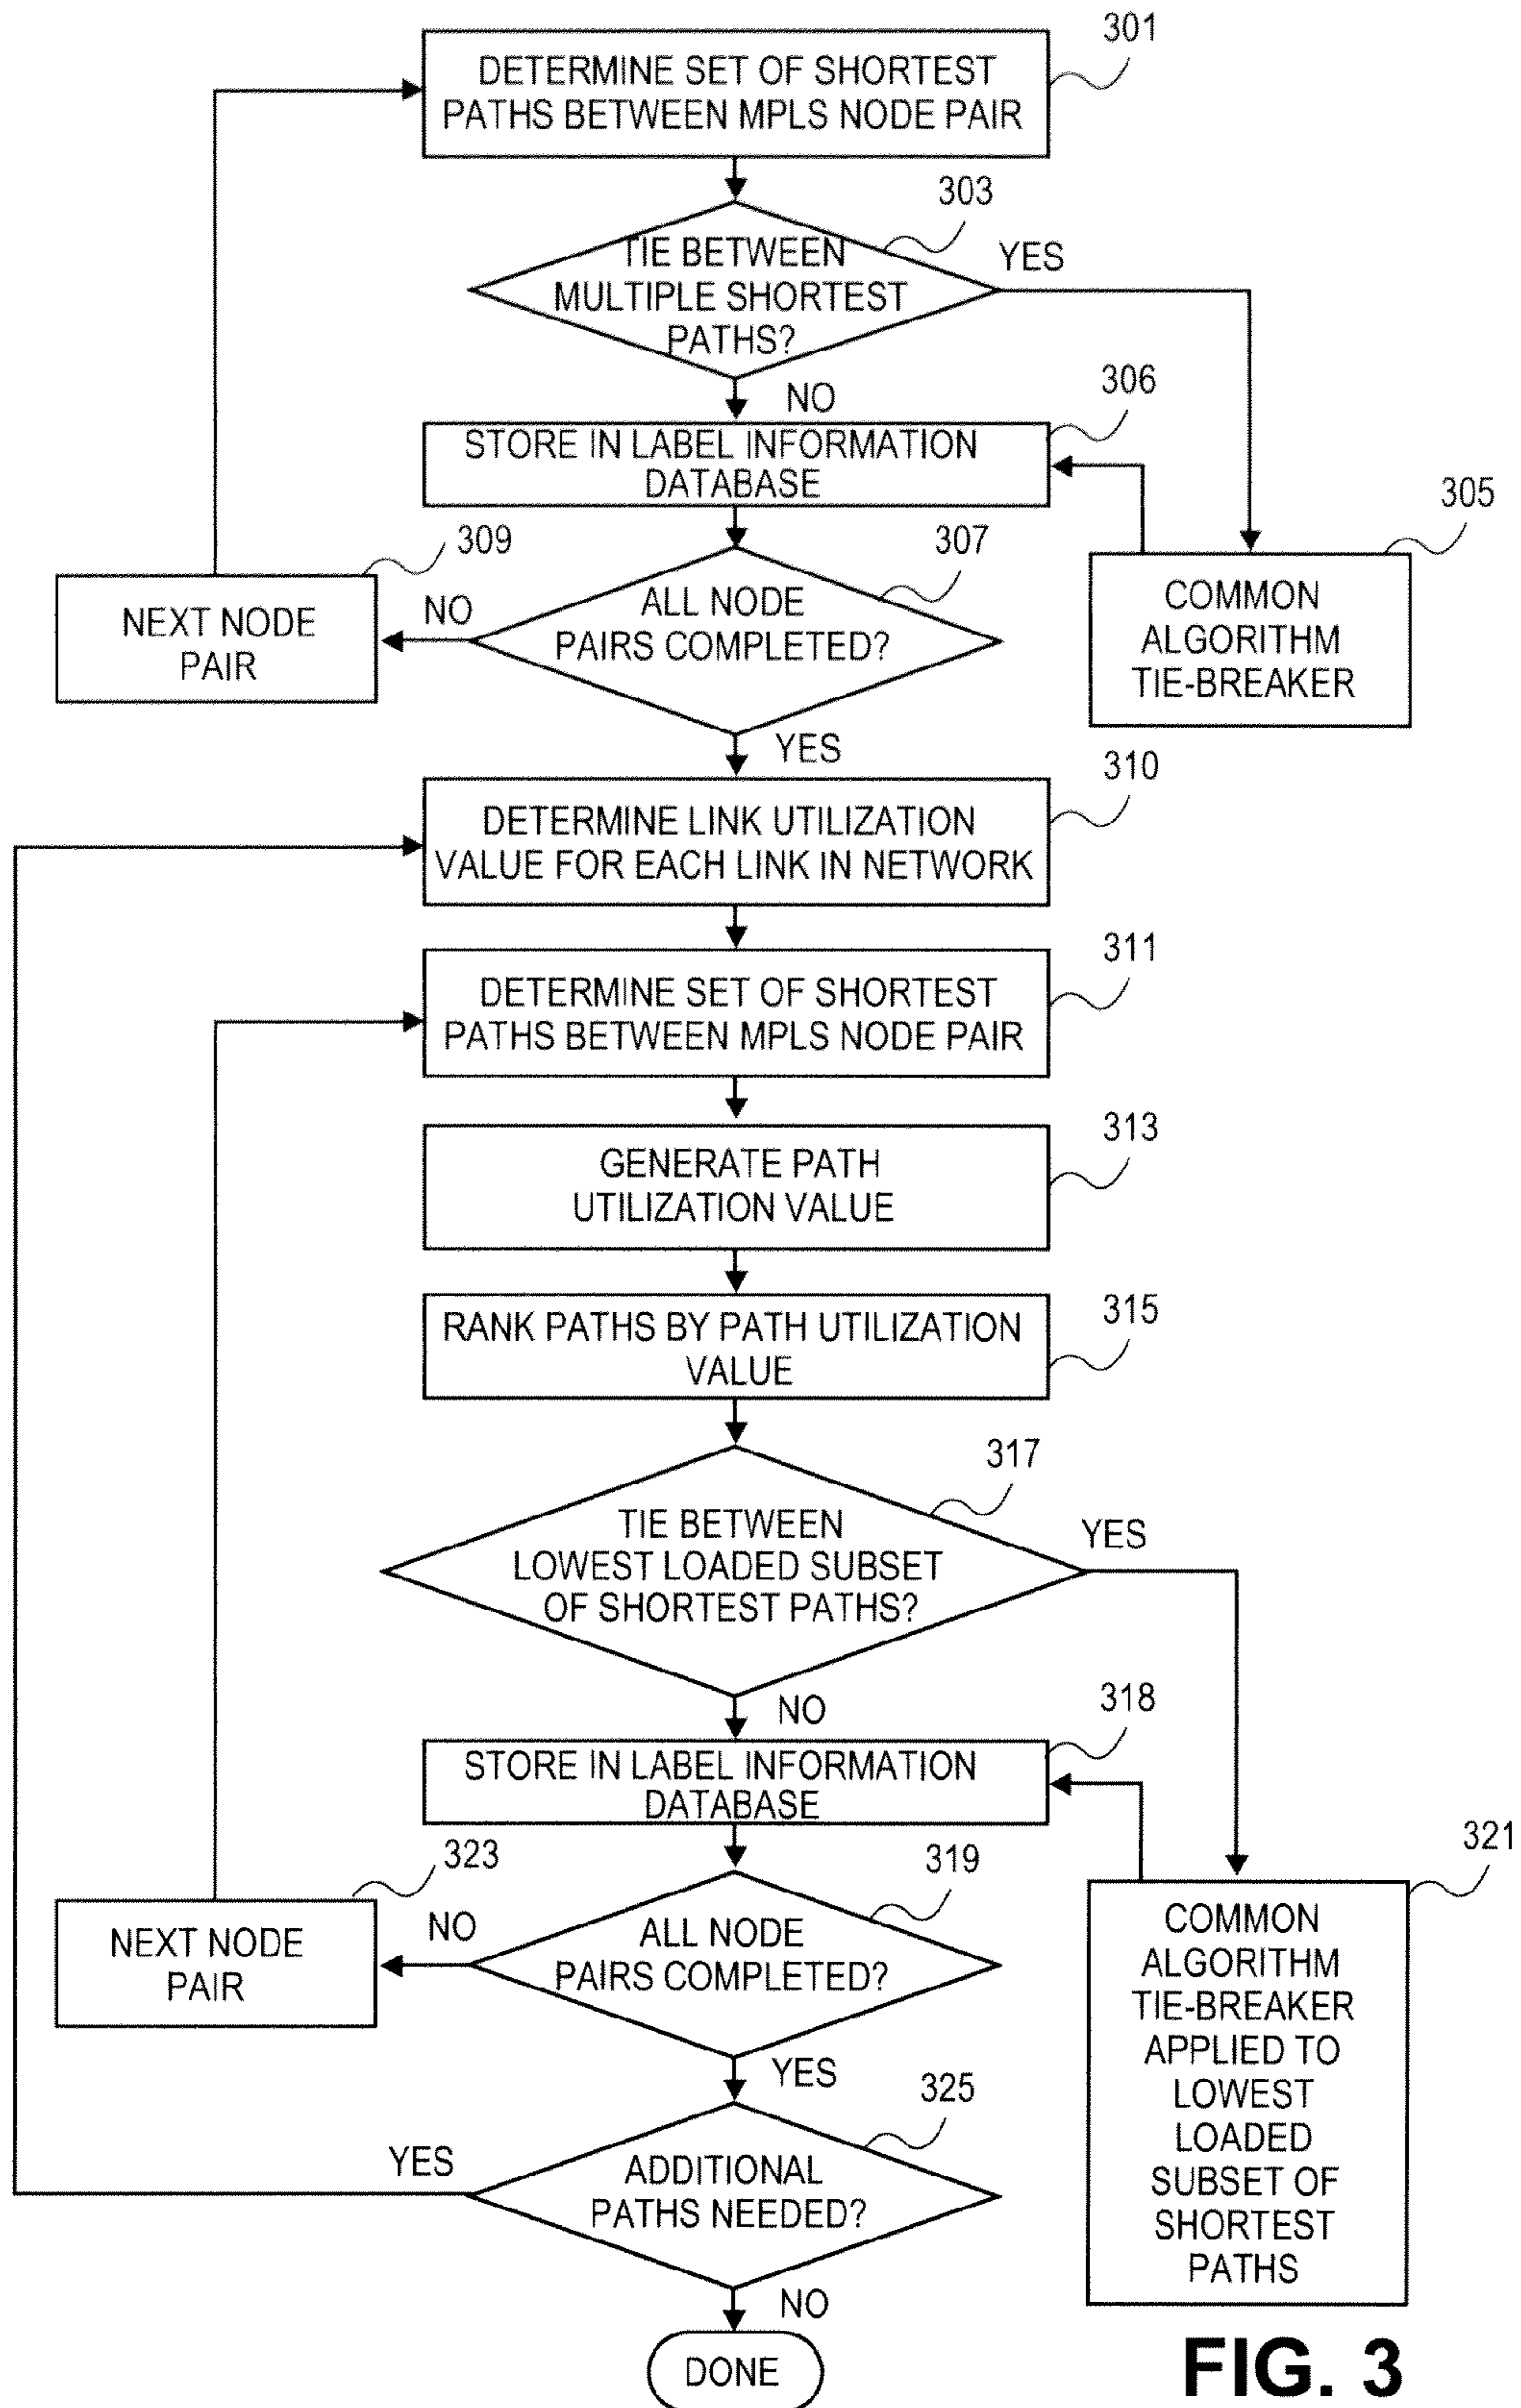 301
DETERMINE SET OF SHORTEST
PATHS BETWEEN MPLS NODE PAIR
303
TIE BETWEEN
MULTIPLE SHORTEST
PATHS?
YES
NO
306
STORE IN LABEL INFORMATION
DATABASE
305
COMMON
ALGORITHM
TIE-BREAKER
309
NEXT NODE
PAIR
NO
307
ALL NODE
PAIRS COMPLETED?
YES
310
DETERMINE LINK UTILIZATION
VALUE FOR EACH LINK IN NETWORK
311
DETERMINE SET OF SHORTEST
PATHS BETWEEN MPLS NODE PAIR
313
GENERATE PATH
UTILIZATION VALUE
315
RANK PATHS BY PATH UTILIZATION
VALUE
317
TIE BETWEEN
LOWEST LOADED SUBSET
OF SHORTEST PATHS?
YES
NO
318
STORE IN LABEL INFORMATION
DATABASE
321
COMMON
ALGORITHM
TIE-BREAKER
APPLIED TO
LOWEST
LOADED
SUBSET OF
SHORTEST
PATHS
323
NEXT NODE
PAIR
NO
319
ALL NODE
PAIRS COMPLETED?
YES
325
YES
ADDITIONAL
PATHS NEEDED?
NO
DONE
FIG. 3